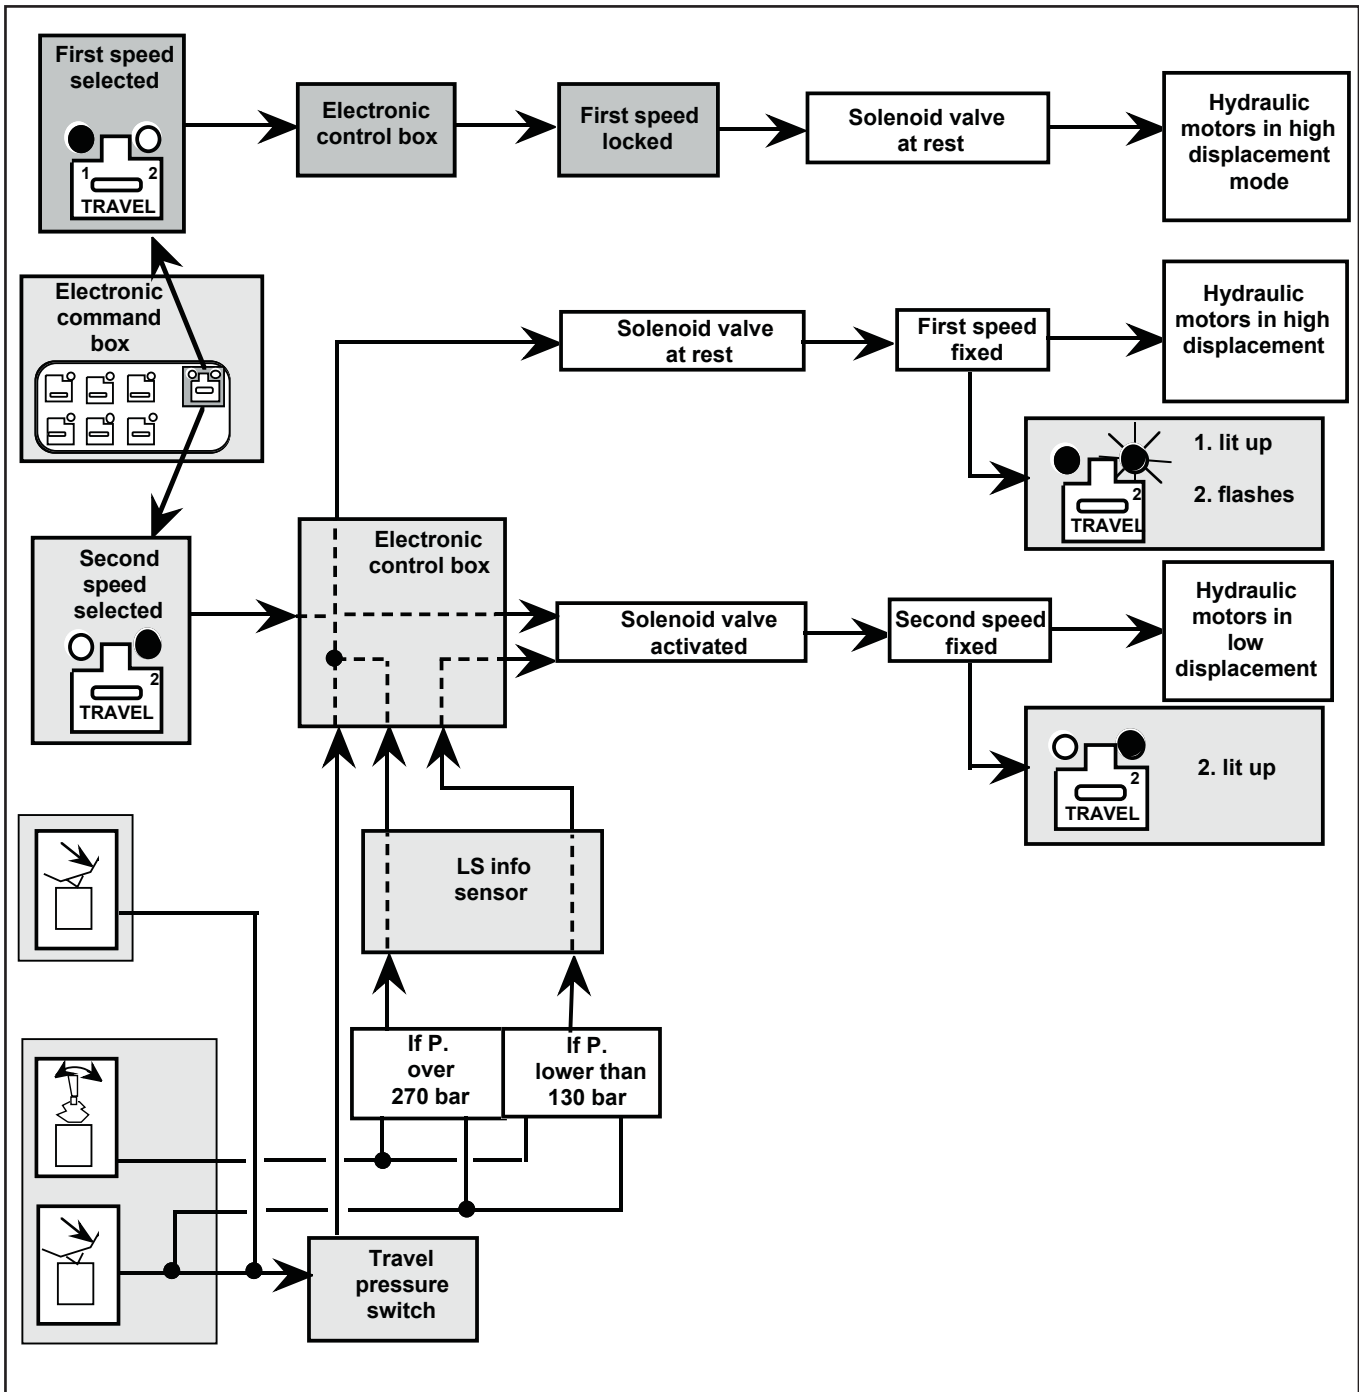 First speed
selected
1 2
TRAVEL
Electronic
control box
First speed
locked
Solenoid valve
at rest
Hydraulic
motors in high
displacement
mode
Electronic
command
box
Solenoid valve
at rest
First speed
fixed
Hydraulic
motors in high
displacement
1. lit up
2. flashes
2
TRAVEL
Second
speed
selected
2
TRAVEL
Electronic
control box
Solenoid valve
activated
Second speed
fixed
Hydraulic
motors in
low
displacement
2. lit up
2
TRAVEL
LS info
sensor
If P.
over
270 bar
If P.
lower than
130 bar
Travel
pressure
switch